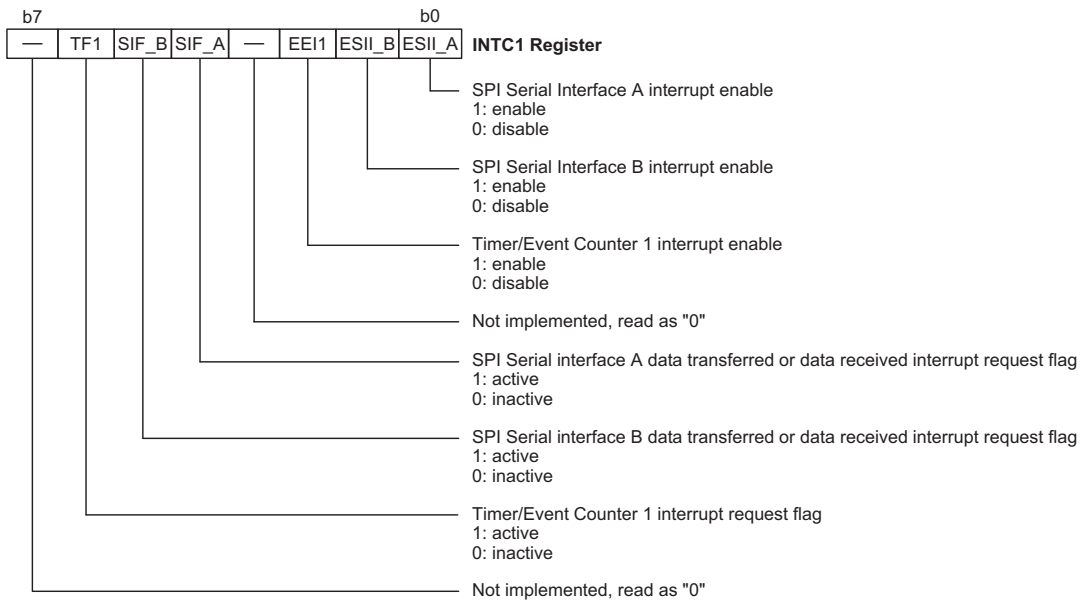 b7 b0
— TF1 SIF_B SIF_A — EEI1 ESII_B ESII_A INTC1 Register
SPI Serial Interface A interrupt enable
1: enable
0: disable
SPI Serial Interface B interrupt enable
1: enable
0: disable
Timer/Event Counter 1 interrupt enable
1: enable
0: disable
Not implemented, read as "0"
SPI Serial interface A data transferred or data received interrupt request flag
1: active
0: inactive
SPI Serial interface B data transferred or data received interrupt request flag
1: active
0: inactive
Timer/Event Counter 1 interrupt request flag
1: active
0: inactive
Not implemented, read as "0"